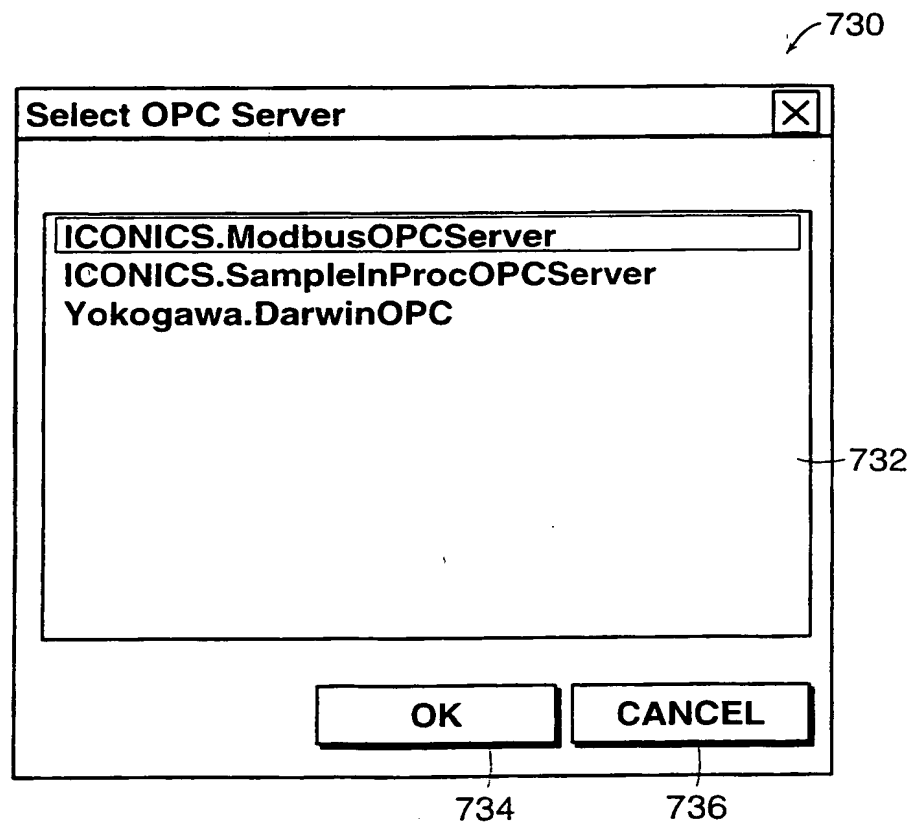 730
Select OPC Server
ICONICS.ModbusOPCServer
ICONICS.SampleInProcOPCServer
Yokogawa.DarwinOPC
732
OK
CANCEL
734
736